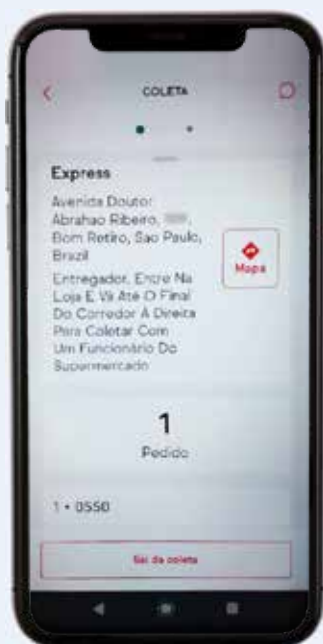 COLETA
Express
Avenida Doutor
Abrahao Ribeiro,
Bom Retiro, Sao Paulo,
Brazil
Mapa
Entregador, Entre Na
Loja E Vá Até O Final
Do Corredor A Direita
Para Coletar Com
Um Funcionário Do
Supermercado
1
Pedido
1 • 0550
Sai da coleta